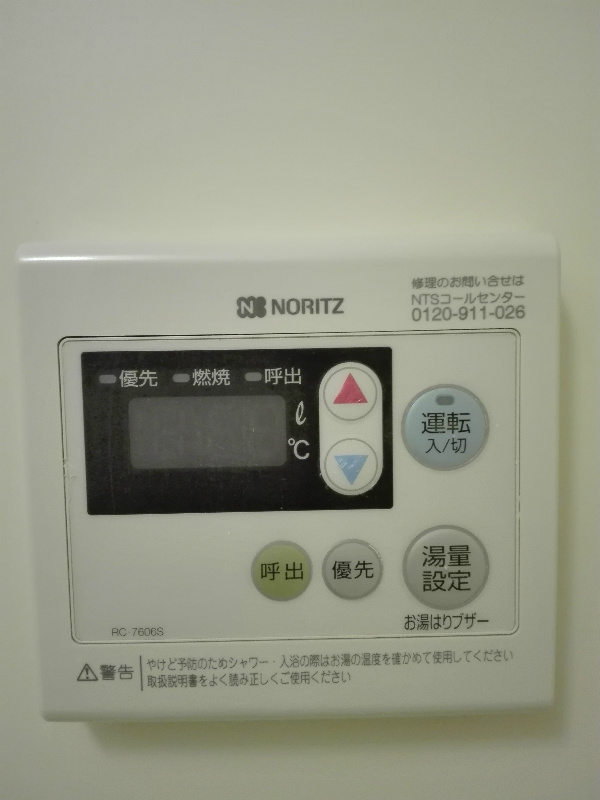 NORITZ
修理のお問い合せは
NTSコールセンター
0120-911-026
優先 燃焼 呼出
ℓ
℃
運転
入/切
呼出 優先
湯量
設定
お湯はりブザー
RC-7606S
警告
やけど予防のためシャワー・入浴の際はお湯の温度を確かめて使用してください
取扱説明書をよく読み正しくご使用ください